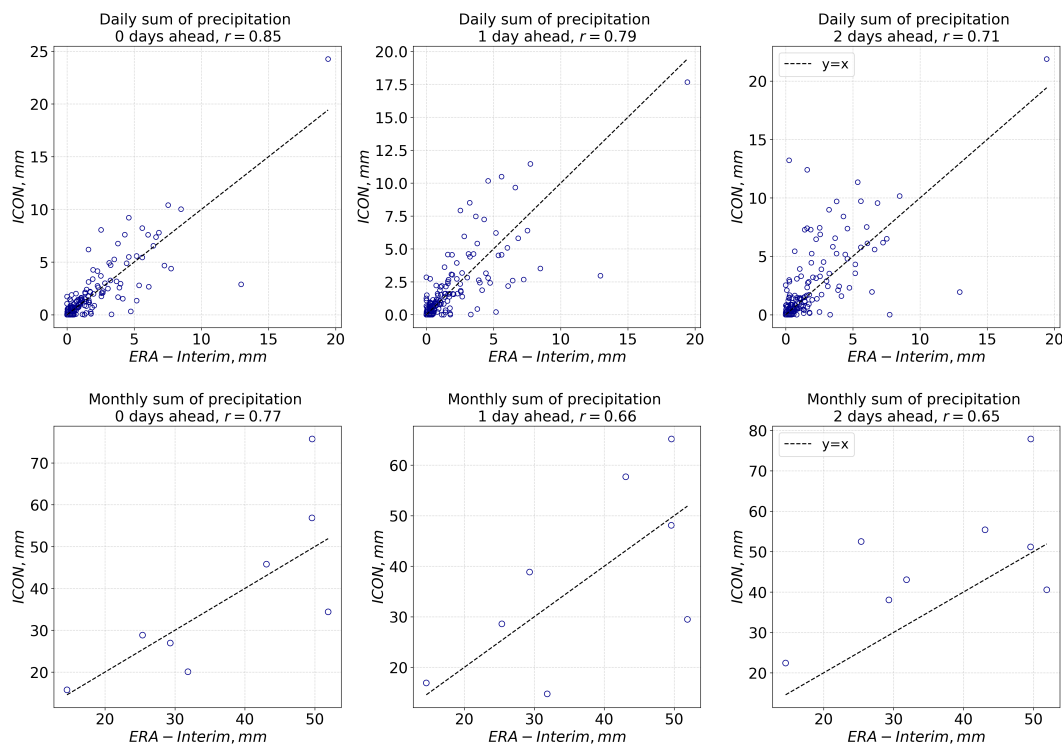 Daily sum of precipitation
0 days ahead, r = 0.85
25
20
15
10
5
0
ICON, mm
0 5 10 15 20
ERA − Interim, mm
Daily sum of precipitation
1 day ahead, r = 0.79
20.0
17.5
15.0
12.5
10.0
7.5
5.0
2.5
0.0
ICON, mm
0 5 10 15 20
ERA − Interim, mm
Daily sum of precipitation
2 days ahead, r = 0.71
y=x
20
15
10
5
0
ICON, mm
0 5 10 15 20
ERA − Interim, mm
Monthly sum of precipitation
0 days ahead, r = 0.77
70
60
50
40
30
20
ICON, mm
20 30 40 50
ERA − Interim, mm
Monthly sum of precipitation
1 day ahead, r = 0.66
60
50
40
30
20
ICON, mm
20 30 40 50
ERA − Interim, mm
Monthly sum of precipitation
2 days ahead, r = 0.65
y=x
80
70
60
50
40
30
20
ICON, mm
20 30 40 50
ERA − Interim, mm